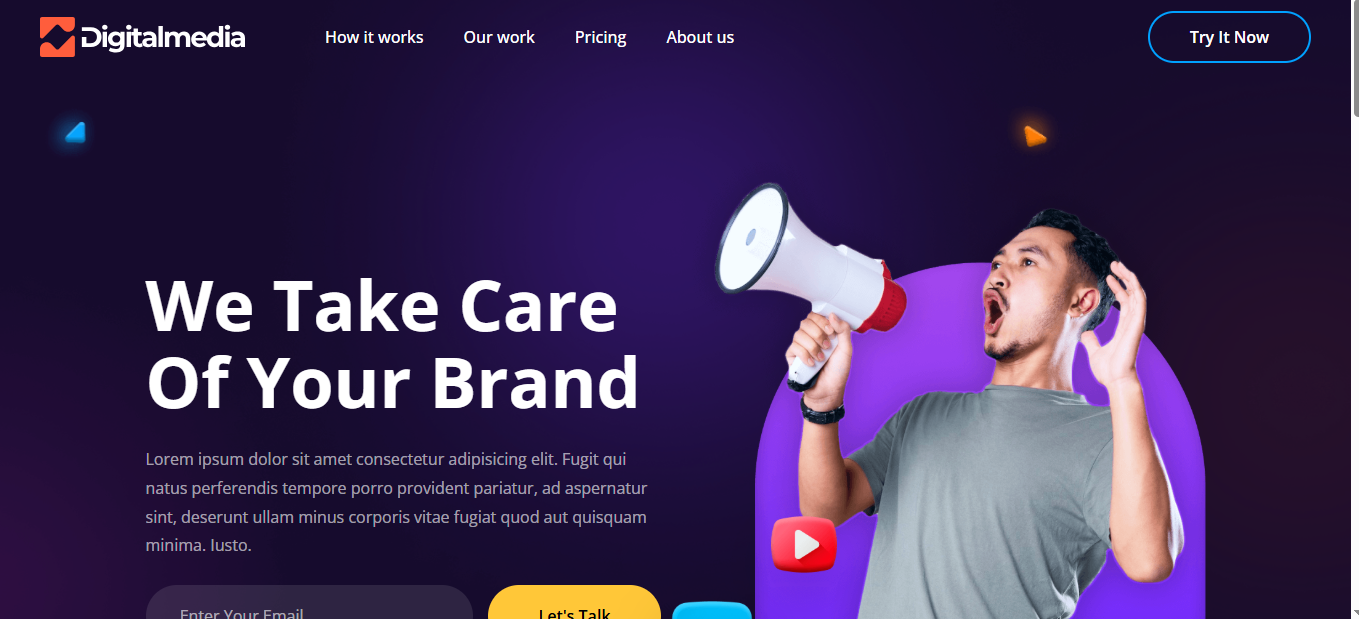 Digitalmedia
How it works
Our work
Pricing
About us
Try It Now
We Take Care
Of Your Brand
Lorem ipsum dolor sit amet consectetur adipisicing elit. Fugit qui
natus perferendis tempore porro provident pariatur, ad aspernatur
sint, deserunt ullam minus corporis vitae fugiat quod aut quisquam
minima. Iusto.
Enter Your Email
Let's Talk